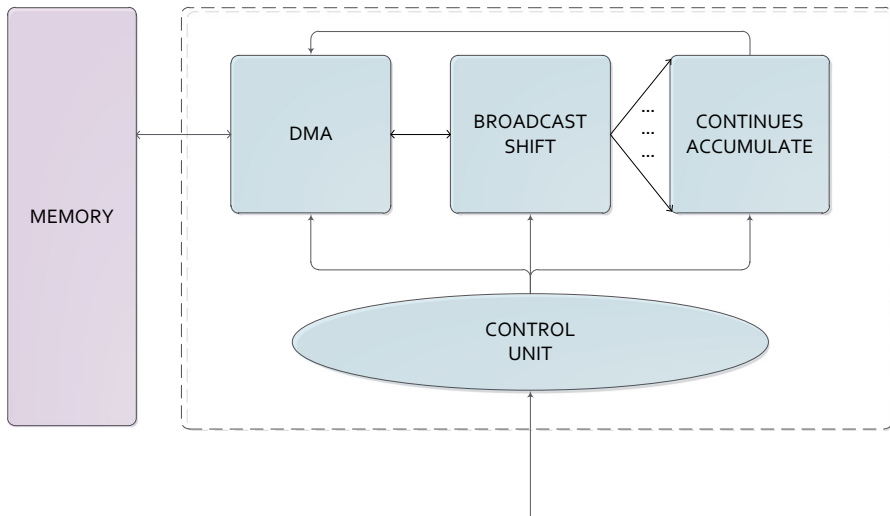 MEMORY
DMA
BROADCAST
SHIFT
...
...
...
CONTINUES
ACCUMULATE
CONTROL
UNIT